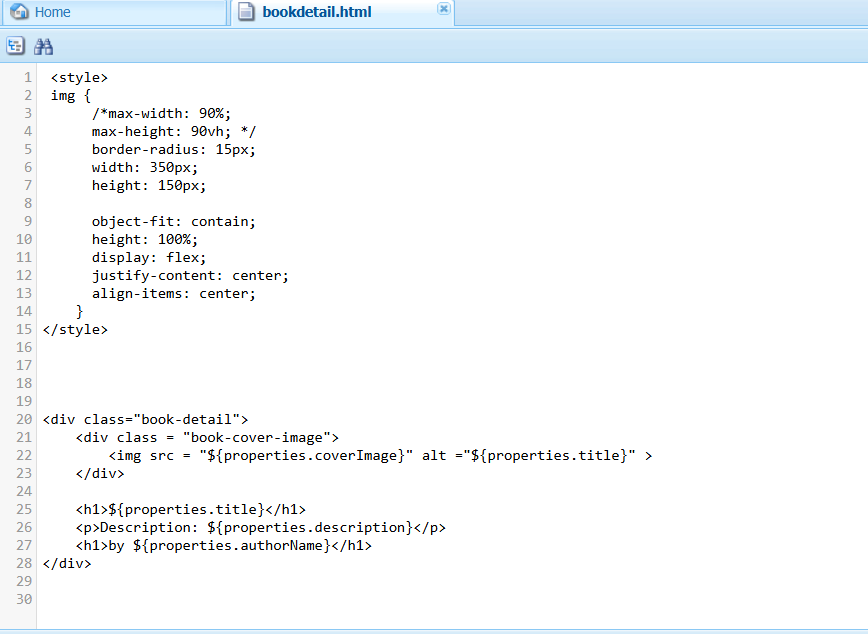 Home
bookdetail.html
1 <style>
2 img {
3 /*max-width: 90%;
4 max-height: 90vh; */
5 border-radius: 15px;
6 width: 350px;
7 height: 150px;
8
9 object-fit: contain;
10 height: 100%;
11 display: flex;
12 justify-content: center;
13 align-items: center;
14 }
15 </style>
16
17
18
19
20 <div class="book-detail">
21 <div class = "book-cover-image">
22 <img src = "${properties.coverImage}" alt ="${properties.title}" >
23 </div>
24
25 <h1>${properties.title}</h1>
26 <p>Description: ${properties.description}</p>
27 <h1>by ${properties.authorName}</h1>
28 </div>
29
30